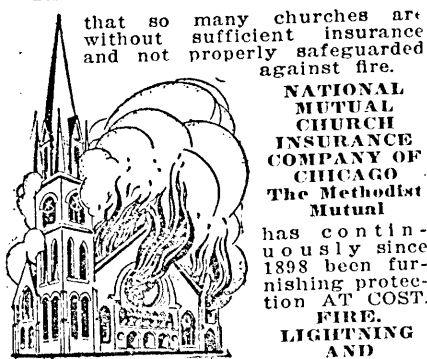 that so many churches are
without sufficient insurance
and not properly safeguarded
against fire.
NATIONAL
MUTUAL
CHURCH
INSURANCE
COMPANY OF
CHICAGO
The Methodist
Mutual
has contin-
uously since
1898 been fur-
nishing protec-
tion AT COST.
FIRE.
LIGHTNING
AND